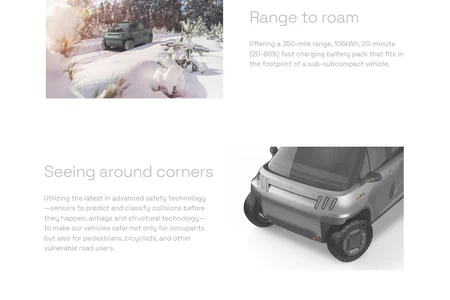 Range to roam
Offering a 350-mile range, 106kWh, 20-minute
(20-80%) fast charging battery pack that fits in
the footprint of a sub-subcompact vehicle.
Seeing around corners
Utilizing the latest in advanced safety technology
—sensors to predict and classify collisions before
they happen, airbags and structural technology—
to make our vehicles safer not only for occupants
but also for pedestrians, bicyclists, and other
vulnerable road users.